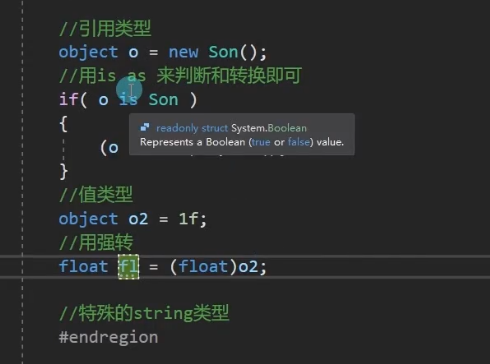 //引用类型
object o = new Son();
//用is as 来判断和转换即可
if( o is Son )
{
readonly struct System.Boolean
Represents a Boolean (true or false) value.
(o
}
//值类型
object o2 = 1f;
//用强转
float fl = (float)o2;
//特殊的string类型
#endregion